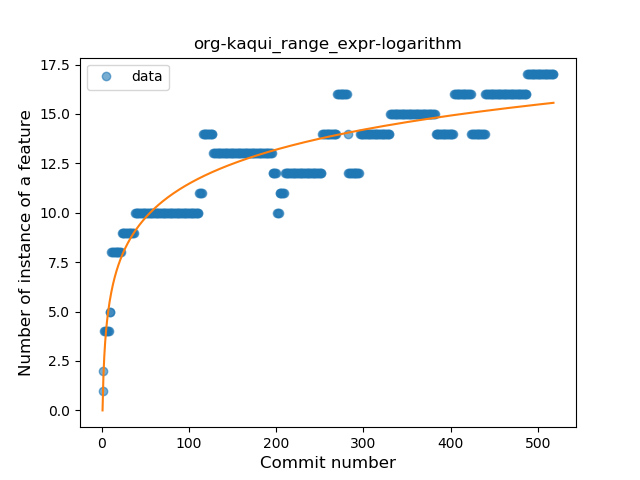 org-kaqui_range_expr-logarithm
data
Number of instance of a feature
17.5
15.0
12.5
10.0
7.5
5.0
2.5
0.0
0 100 200 300 400 500
Commit number